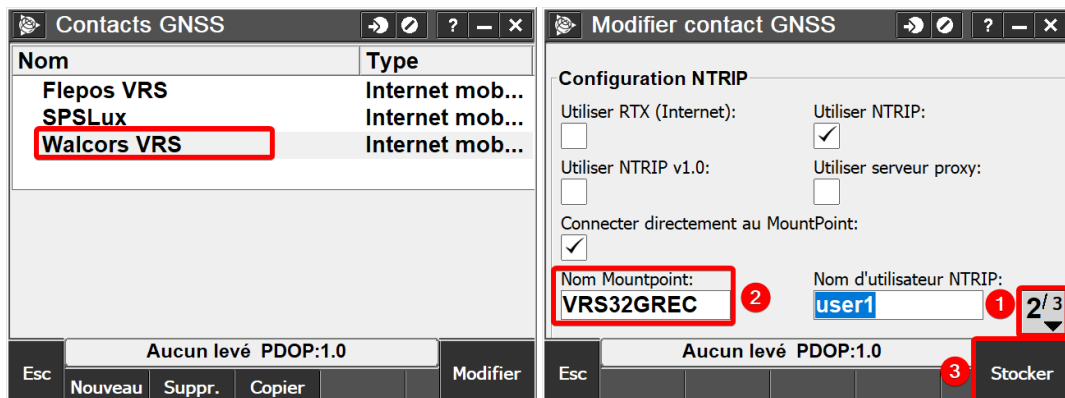 Contacts GNSS ? – ×
Nom Type
Flepos VRS Internet mob...
SPSLux Internet mob...
Walcors VRS Internet mob...
Aucun levé PDOP:1.0
Esc Nouveau Suppr. Copier Modifier
Modifier contact GNSS ? – ×
Configuration NTRIP
Utiliser RTX (Internet): Utiliser NTRIP:
Utiliser NTRIP v1.0: Utiliser serveur proxy:
Connecter directement au MountPoint:
Nom Mountpoint: Nom d'utilisateur NTRIP:
VRS32GREC 2 user1 1 2/3
Aucun levé PDOP:1.0
Esc 3 Stocker